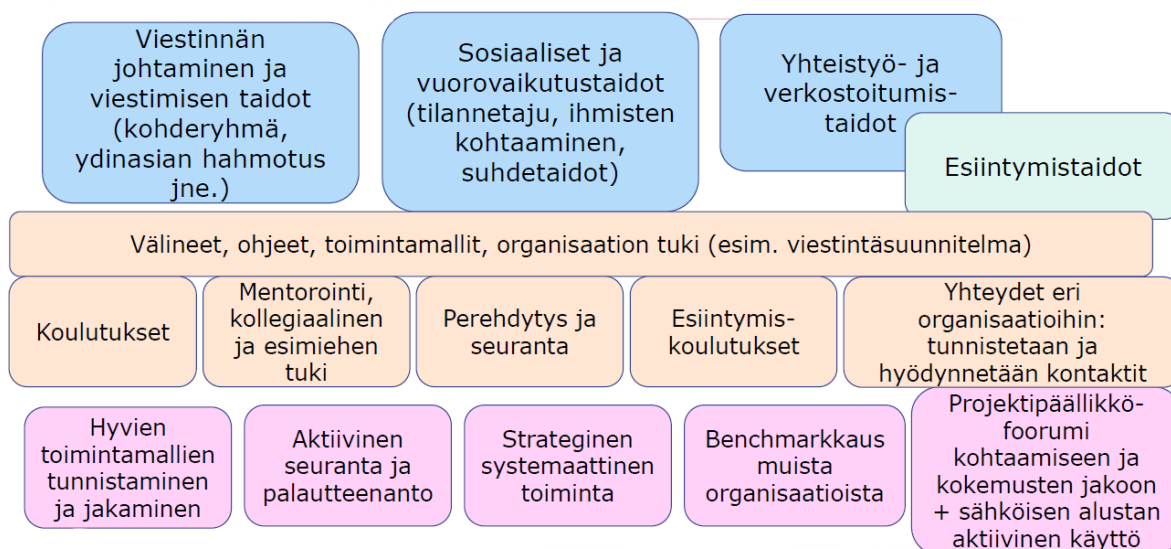 Viestinnän
johtaminen ja
viestimisen taidot
(kohderyhmä,
ydinasian hahmotus
jne.)
Sosiaaliset ja
vuorovaikutustaidot
(tilannetaju, ihmisten
kohtaaminen,
suhdetaidot)
Yhteistyö- ja
verkostoitumis-
taidot
Esiintymistaidot
Välineet, ohjeet, toimintamallit, organisaation tuki (esim. viestintäsuunnitelma)
Koulutukset
Mentorointi,
kollegiaalinen
ja esimiehen
tuki
Perehdytys ja
seuranta
Esiintymis-
koulutukset
Yhteydet eri
organisaatioihin:
tunnistetaan ja
hyödynnetään kontaktit
Hyvien
toimintamallien
tunnistaminen
ja jakaminen
Aktiivinen
seuranta ja
palautteenanto
Strateginen
systemaattinen
toiminta
Benchmarkkaus
muista
organisaatioista
Projektipäällikkö-
foorumi
kohtaamiseen ja
kokemusten jakoon
+ sähköisen alustan
aktiivinen käyttö